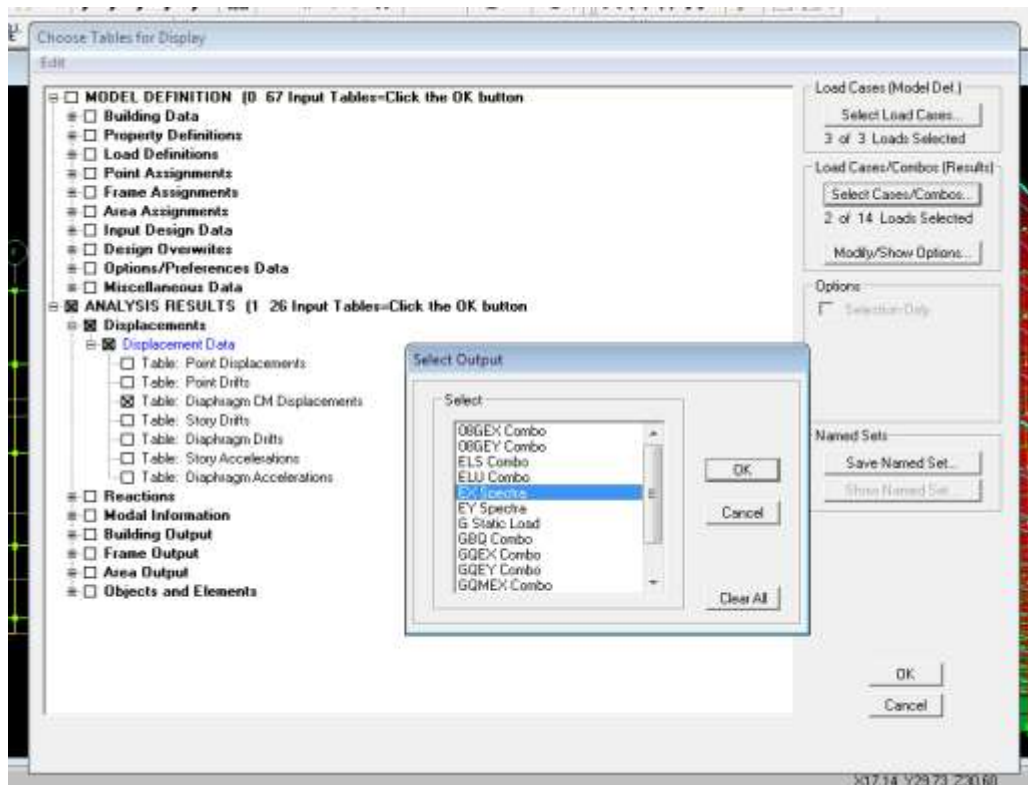 Choose Tables for Display
Edit
MODEL DEFINITION (0 67 Input Tables=Click the OK button
Building Data
Property Definitions
Load Definitions
Point Assignments
Frame Assignments
Area Assignments
Input Design Data
Design Overwrites
Options/Preferences Data
Miscellaneous Data
ANALYSIS RESULTS (1 26 Input Tables=Click the OK button
Displacements
Displacement Data
Table: Point Displacements
Table: Point Drifts
Table: Diaphragm CM Displacements
Table: Story Drifts
Table: Diaphragm Drifts
Table: Story Accelerations
Table: Diaphragm Accelerations
Reactions
Modal Information
Building Output
Frame Output
Area Output
Objects and Elements
Select Output
Select
08GEX Combo
08GEY Combo
ELS Combo
ELU Combo
EX Spectra
EY Spectra
G Static Load
GBQ Combo
GQEX Combo
GQEY Combo
GQMEX Combo
OK
Cancel
Clear All
Load Cases (Model Def.)
Select Load Cases...
3 of 3 Loads Selected
Load Cases/Combos (Results)
Select Cases/Combos...
2 of 14 Loads Selected
Modify/Show Options...
Options
Selection Only
Named Sets
Save Named Set...
Show Named Set...
OK
Cancel
X17.14 Y29.73 Z30.60